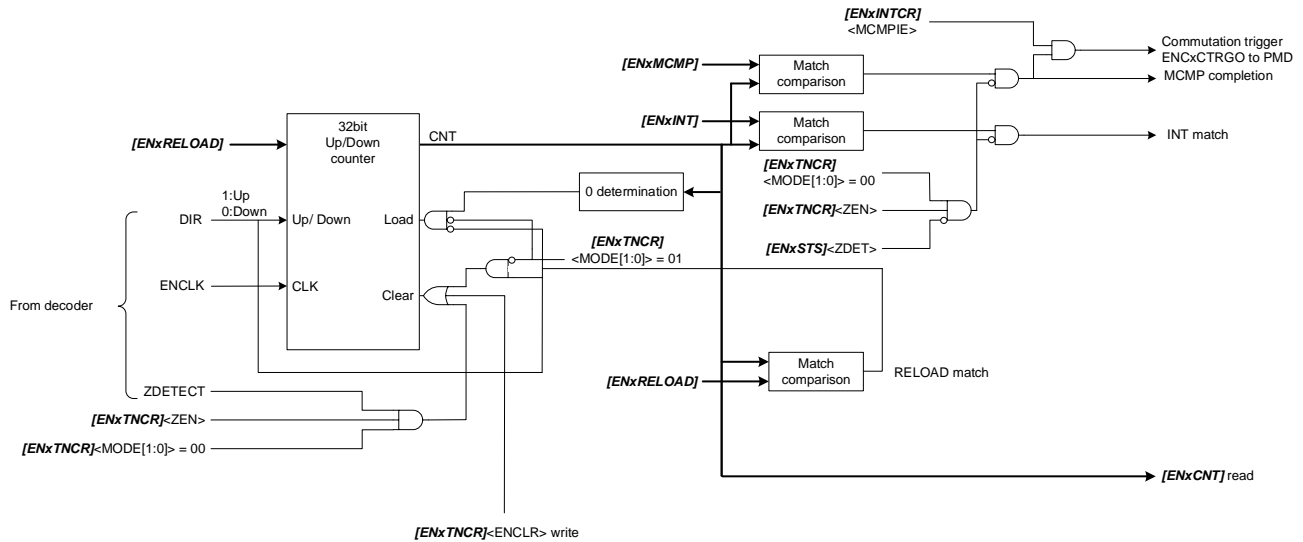 [ENxINTCR]
<MCMPIE>
Commutation trigger
ENCxCTRGO to PMD
MCMP completion
[ENxMCMP]
Match
comparison
[ENxINT]
Match
comparison
INT match
32bit
Up/Down
counter
CNT
[ENxRELOAD]
[ENxTNCR]
<MODE[1:0]> = 00
[ENxTNCR]<ZEN>
[ENxSTS]<ZDET>
0 determination
1:Up
0:Down
DIR
Up/ Down
Load
[ENxTNCR]
<MODE[1:0]> = 01
ENCLK
CLK
Clear
From decoder
[ENxRELOAD]
Match
comparison
RELOAD match
ZDETECT
[ENxTNCR]<ZEN>
[ENxTNCR]<MODE[1:0]> = 00
[ENxCNT] read
[ENxTNCR]<ENCLR> write